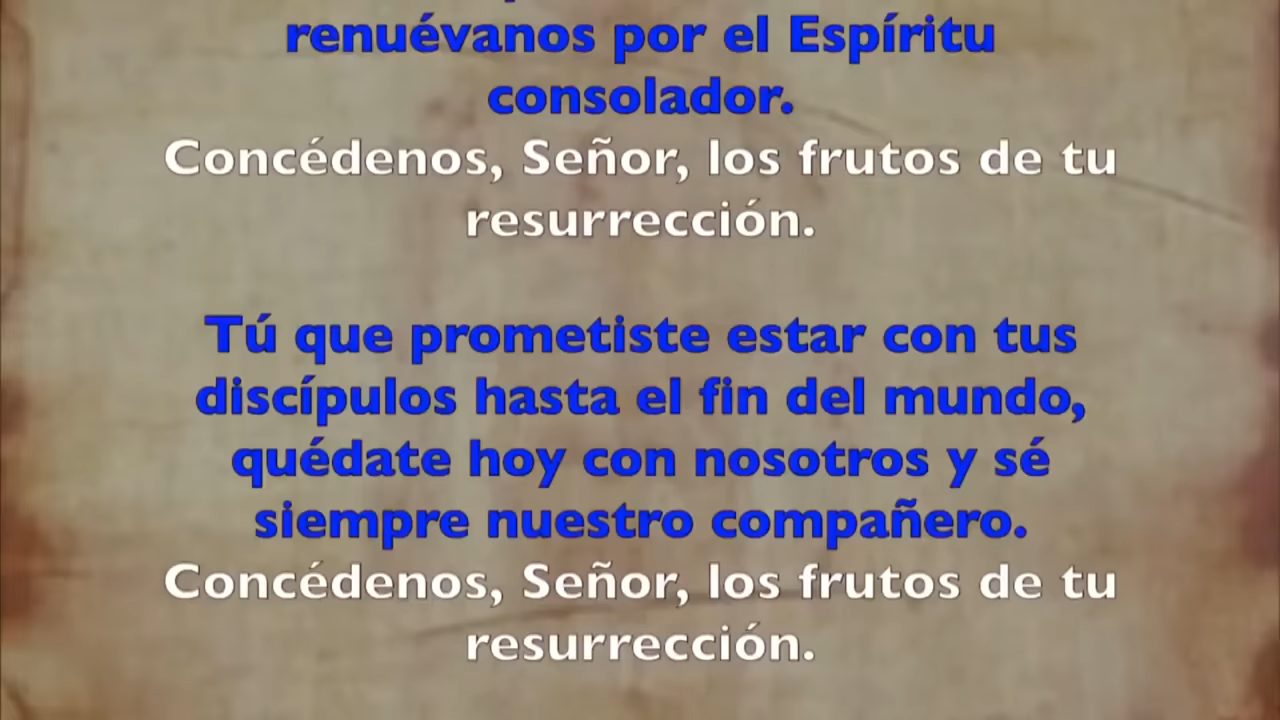 renuévanos por el Espíritu
consolador.
Concédenos, Señor, los frutos de tu
resurrección.
Tú que prometiste estar con tus
discípulos hasta el fin del mundo,
quédate hoy con nosotros y sé
siempre nuestro compañero.
Concédenos, Señor, los frutos de tu
resurrección.